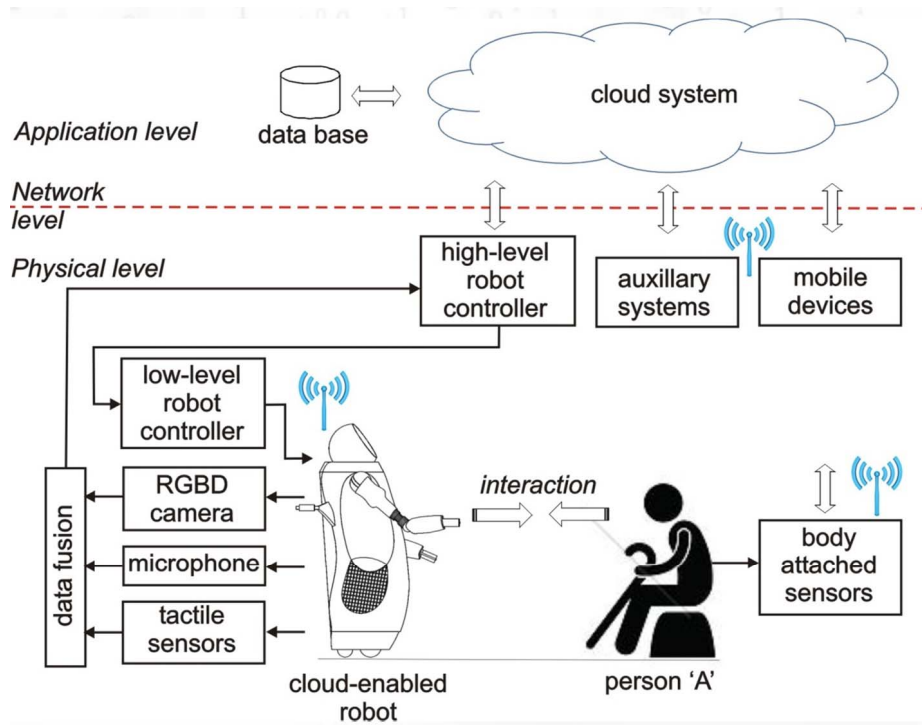 cloud system
data base
Application level
Network
level
Physical level
high-level
robot
controller
auxillary
systems
mobile
devices
low-level
robot
controller
RGBD
camera
microphone
tactile
sensors
data fusion
interaction
body
attached
sensors
cloud-enabled
robot
person ‘A’